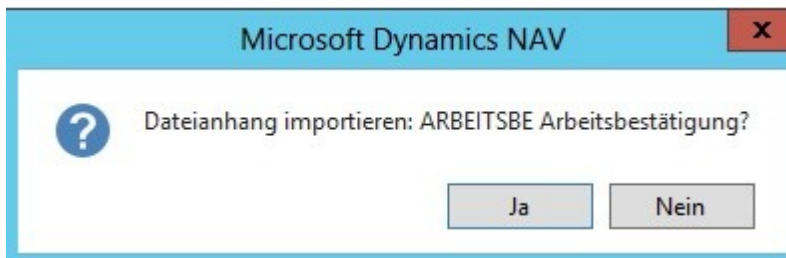 Microsoft Dynamics NAV
x
?
Dateianhang importieren: ARBEITSBE Arbeitsbestätigung?
Ja Nein